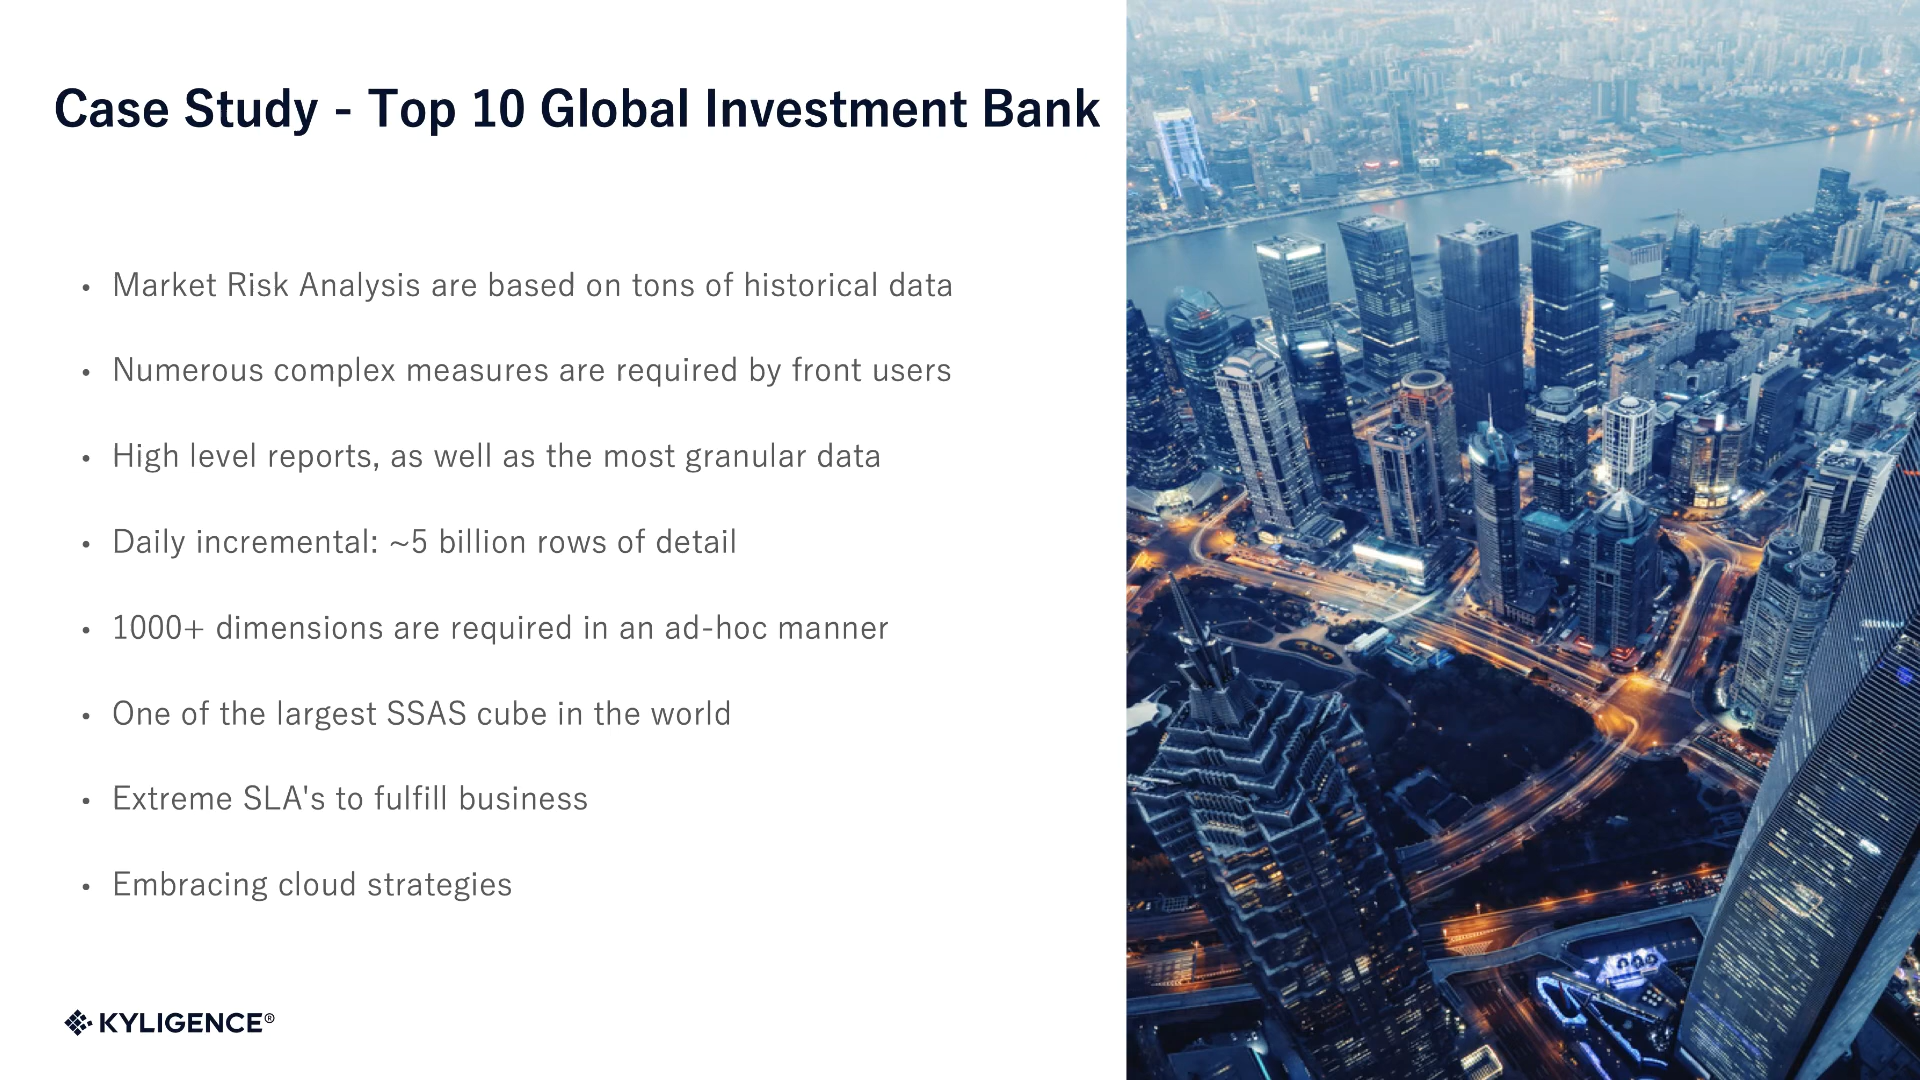 Case Study - Top 10 Global Investment Bank
• Market Risk Analysis are based on tons of historical data
• Numerous complex measures are required by front users
• High level reports, as well as the most granular data
• Daily incremental: ~5 billion rows of detail
• 1000+ dimensions are required in an ad-hoc manner
• One of the largest SSAS cube in the world
• Extreme SLA's to fulfill business
• Embracing cloud strategies
KYLIGENCE®